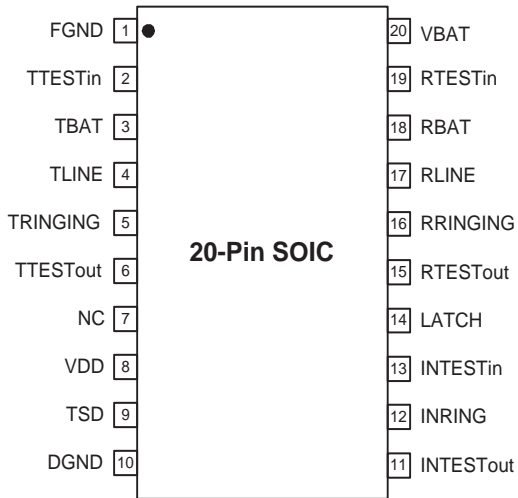 FGND 1 20 VBAT
TTESTin 2 19 RTESTin
TBAT 3 18 RBAT
TLINE 4 17 RLINE
TRINGING 5 16 RRINGING
20-Pin SOIC
TTESTout 6 15 RTESTout
NC 7 14 LATCH
VDD 8 13 INTESTin
TSD 9 12 INRING
DGND 10 11 INTESTout